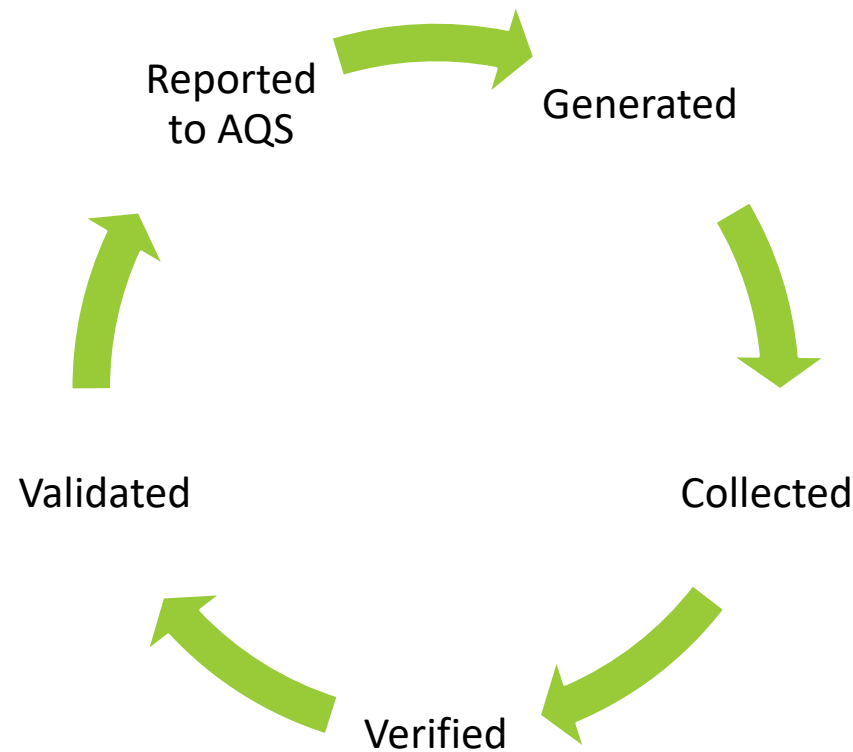 Reported
to AQS
Generated
Collected
Verified
Validated